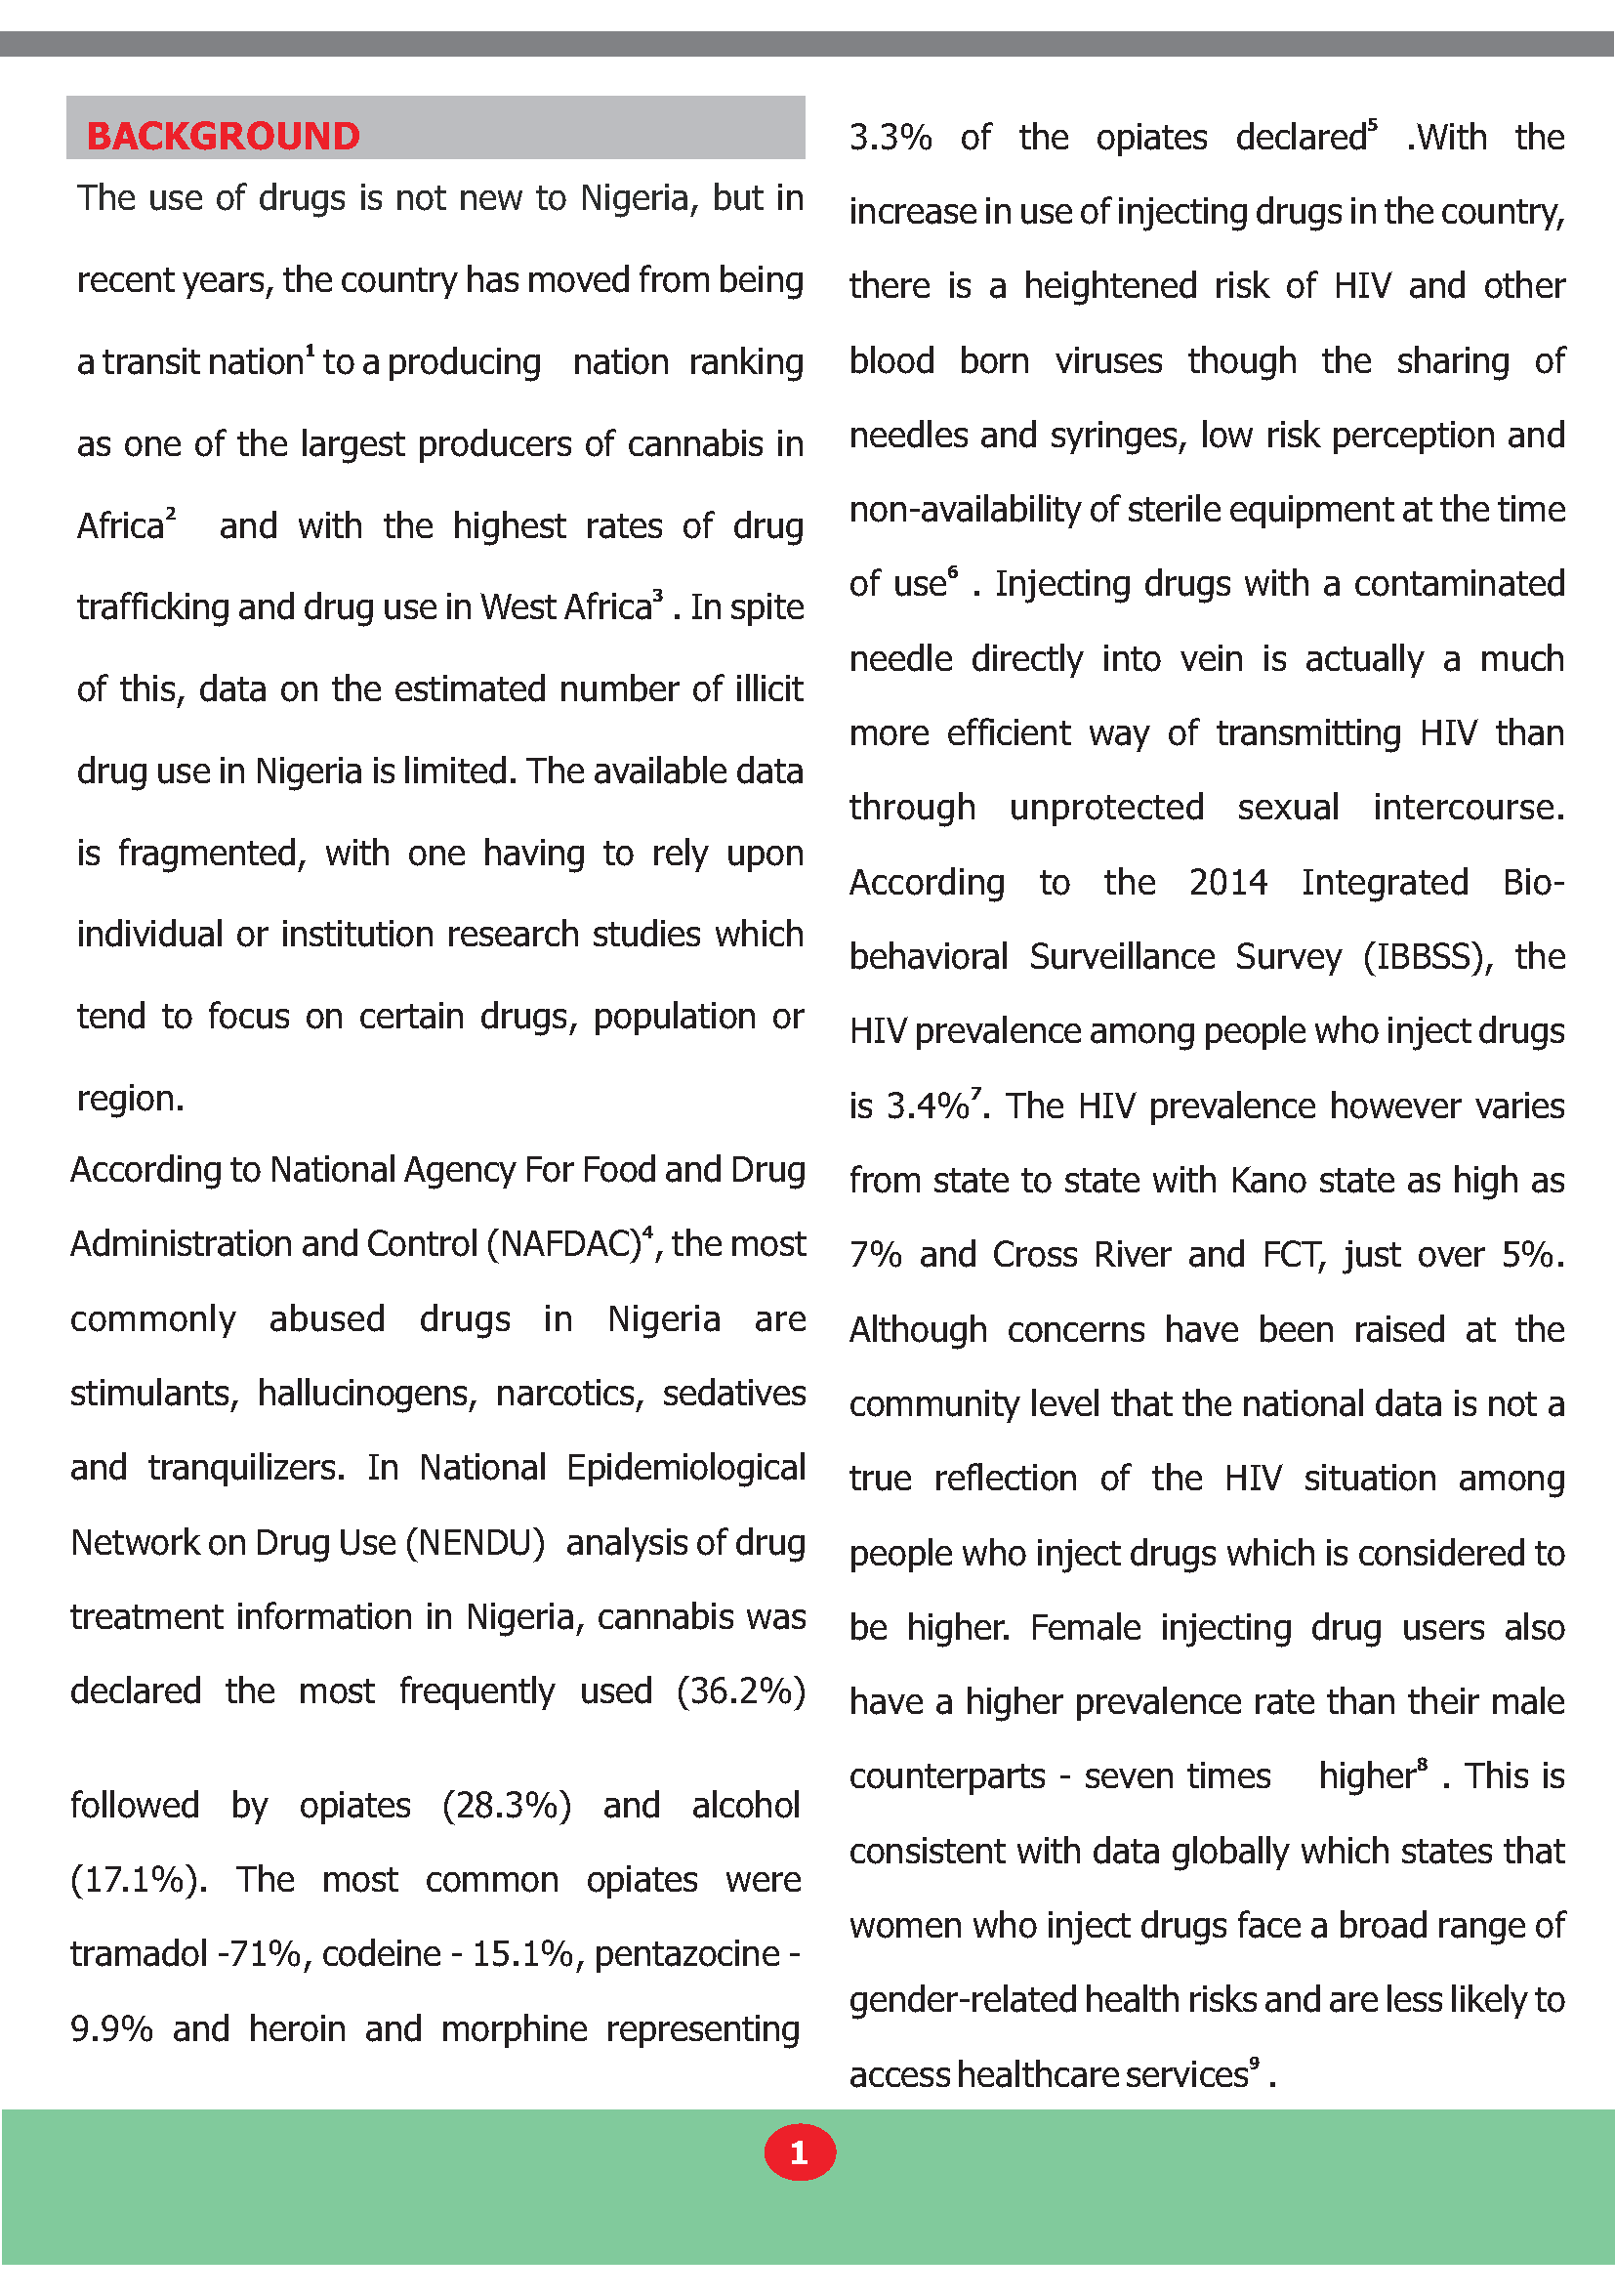 BACKGROUND
The use of drugs is not new to Nigeria, but in
recent years, the country has moved from being
a transit nation¹ to a producing nation ranking
as one of the largest producers of cannabis in
Africa² and with the highest rates of drug
trafficking and drug use in West Africa³ . In spite
of this, data on the estimated number of illicit
drug use in Nigeria is limited. The available data
is fragmented, with one having to rely upon
individual or institution research studies which
tend to focus on certain drugs, population or
region.
According to National Agency For Food and Drug
Administration and Control (NAFDAC)⁴, the most
commonly abused drugs in Nigeria are
stimulants, hallucinogens, narcotics, sedatives
and tranquilizers. In National Epidemiological
Network on Drug Use (NENDU) analysis of drug
treatment information in Nigeria, cannabis was
declared the most frequently used (36.2%)
followed by opiates (28.3%) and alcohol
(17.1%). The most common opiates were
tramadol -71%, codeine - 15.1%, pentazocine -
9.9% and heroin and morphine representing
3.3% of the opiates declared⁵ .With the
increase in use of injecting drugs in the country,
there is a heightened risk of HIV and other
blood born viruses though the sharing of
needles and syringes, low risk perception and
non-availability of sterile equipment at the time
of use⁶ . Injecting drugs with a contaminated
needle directly into vein is actually a much
more efficient way of transmitting HIV than
through unprotected sexual intercourse.
According to the 2014 Integrated Bio-
behavioral Surveillance Survey (IBBSS), the
HIV prevalence among people who inject drugs
is 3.4%⁷. The HIV prevalence however varies
from state to state with Kano state as high as
7% and Cross River and FCT, just over 5%.
Although concerns have been raised at the
community level that the national data is not a
true reflection of the HIV situation among
people who inject drugs which is considered to
be higher. Female injecting drug users also
have a higher prevalence rate than their male
counterparts - seven times higher⁸ . This is
consistent with data globally which states that
women who inject drugs face a broad range of
gender-related health risks and are less likely to
access healthcare services⁹ .
1